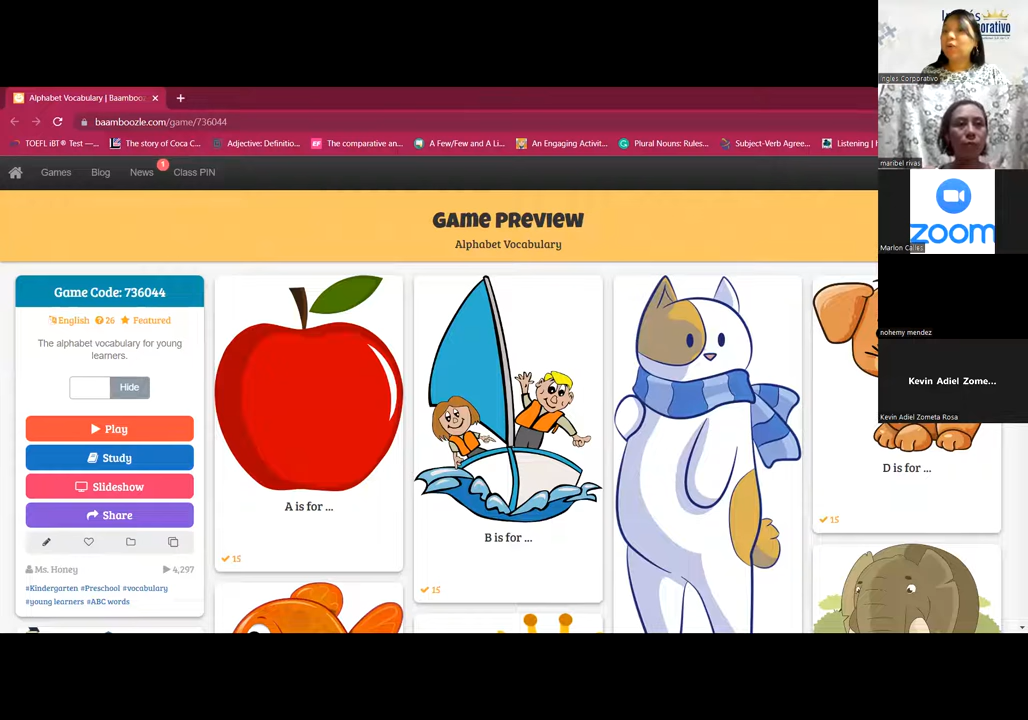 Alphabet Vocabulary | Baambooz
baamboozle.com/game/736044
TOEFL iBT® Test —...
The story of Coca C...
Adjective: Definitio...
The comparative an...
A Few/Few and A Li...
An Engaging Activit...
Plural Nouns: Rules...
Subject-Verb Agree...
Listening |
Games
Blog
News
1
Class PIN
Game Preview
Alphabet Vocabulary
Game Code: 736044
English
26
Featured
The alphabet vocabulary for young
learners.
Hide
Play
Study
Slideshow
Share
Ms. Honey
4,297
#Kindergarten #Preschool #vocabulary
#young learners #ABC words
A is for ...
15
B is for ...
15
D is for ...
15
Inglés Corporativo
maribel rivas
zoom
nohemy mendez
Kevin Adiel Zome...
Kevin Adiel Zometa Rosa